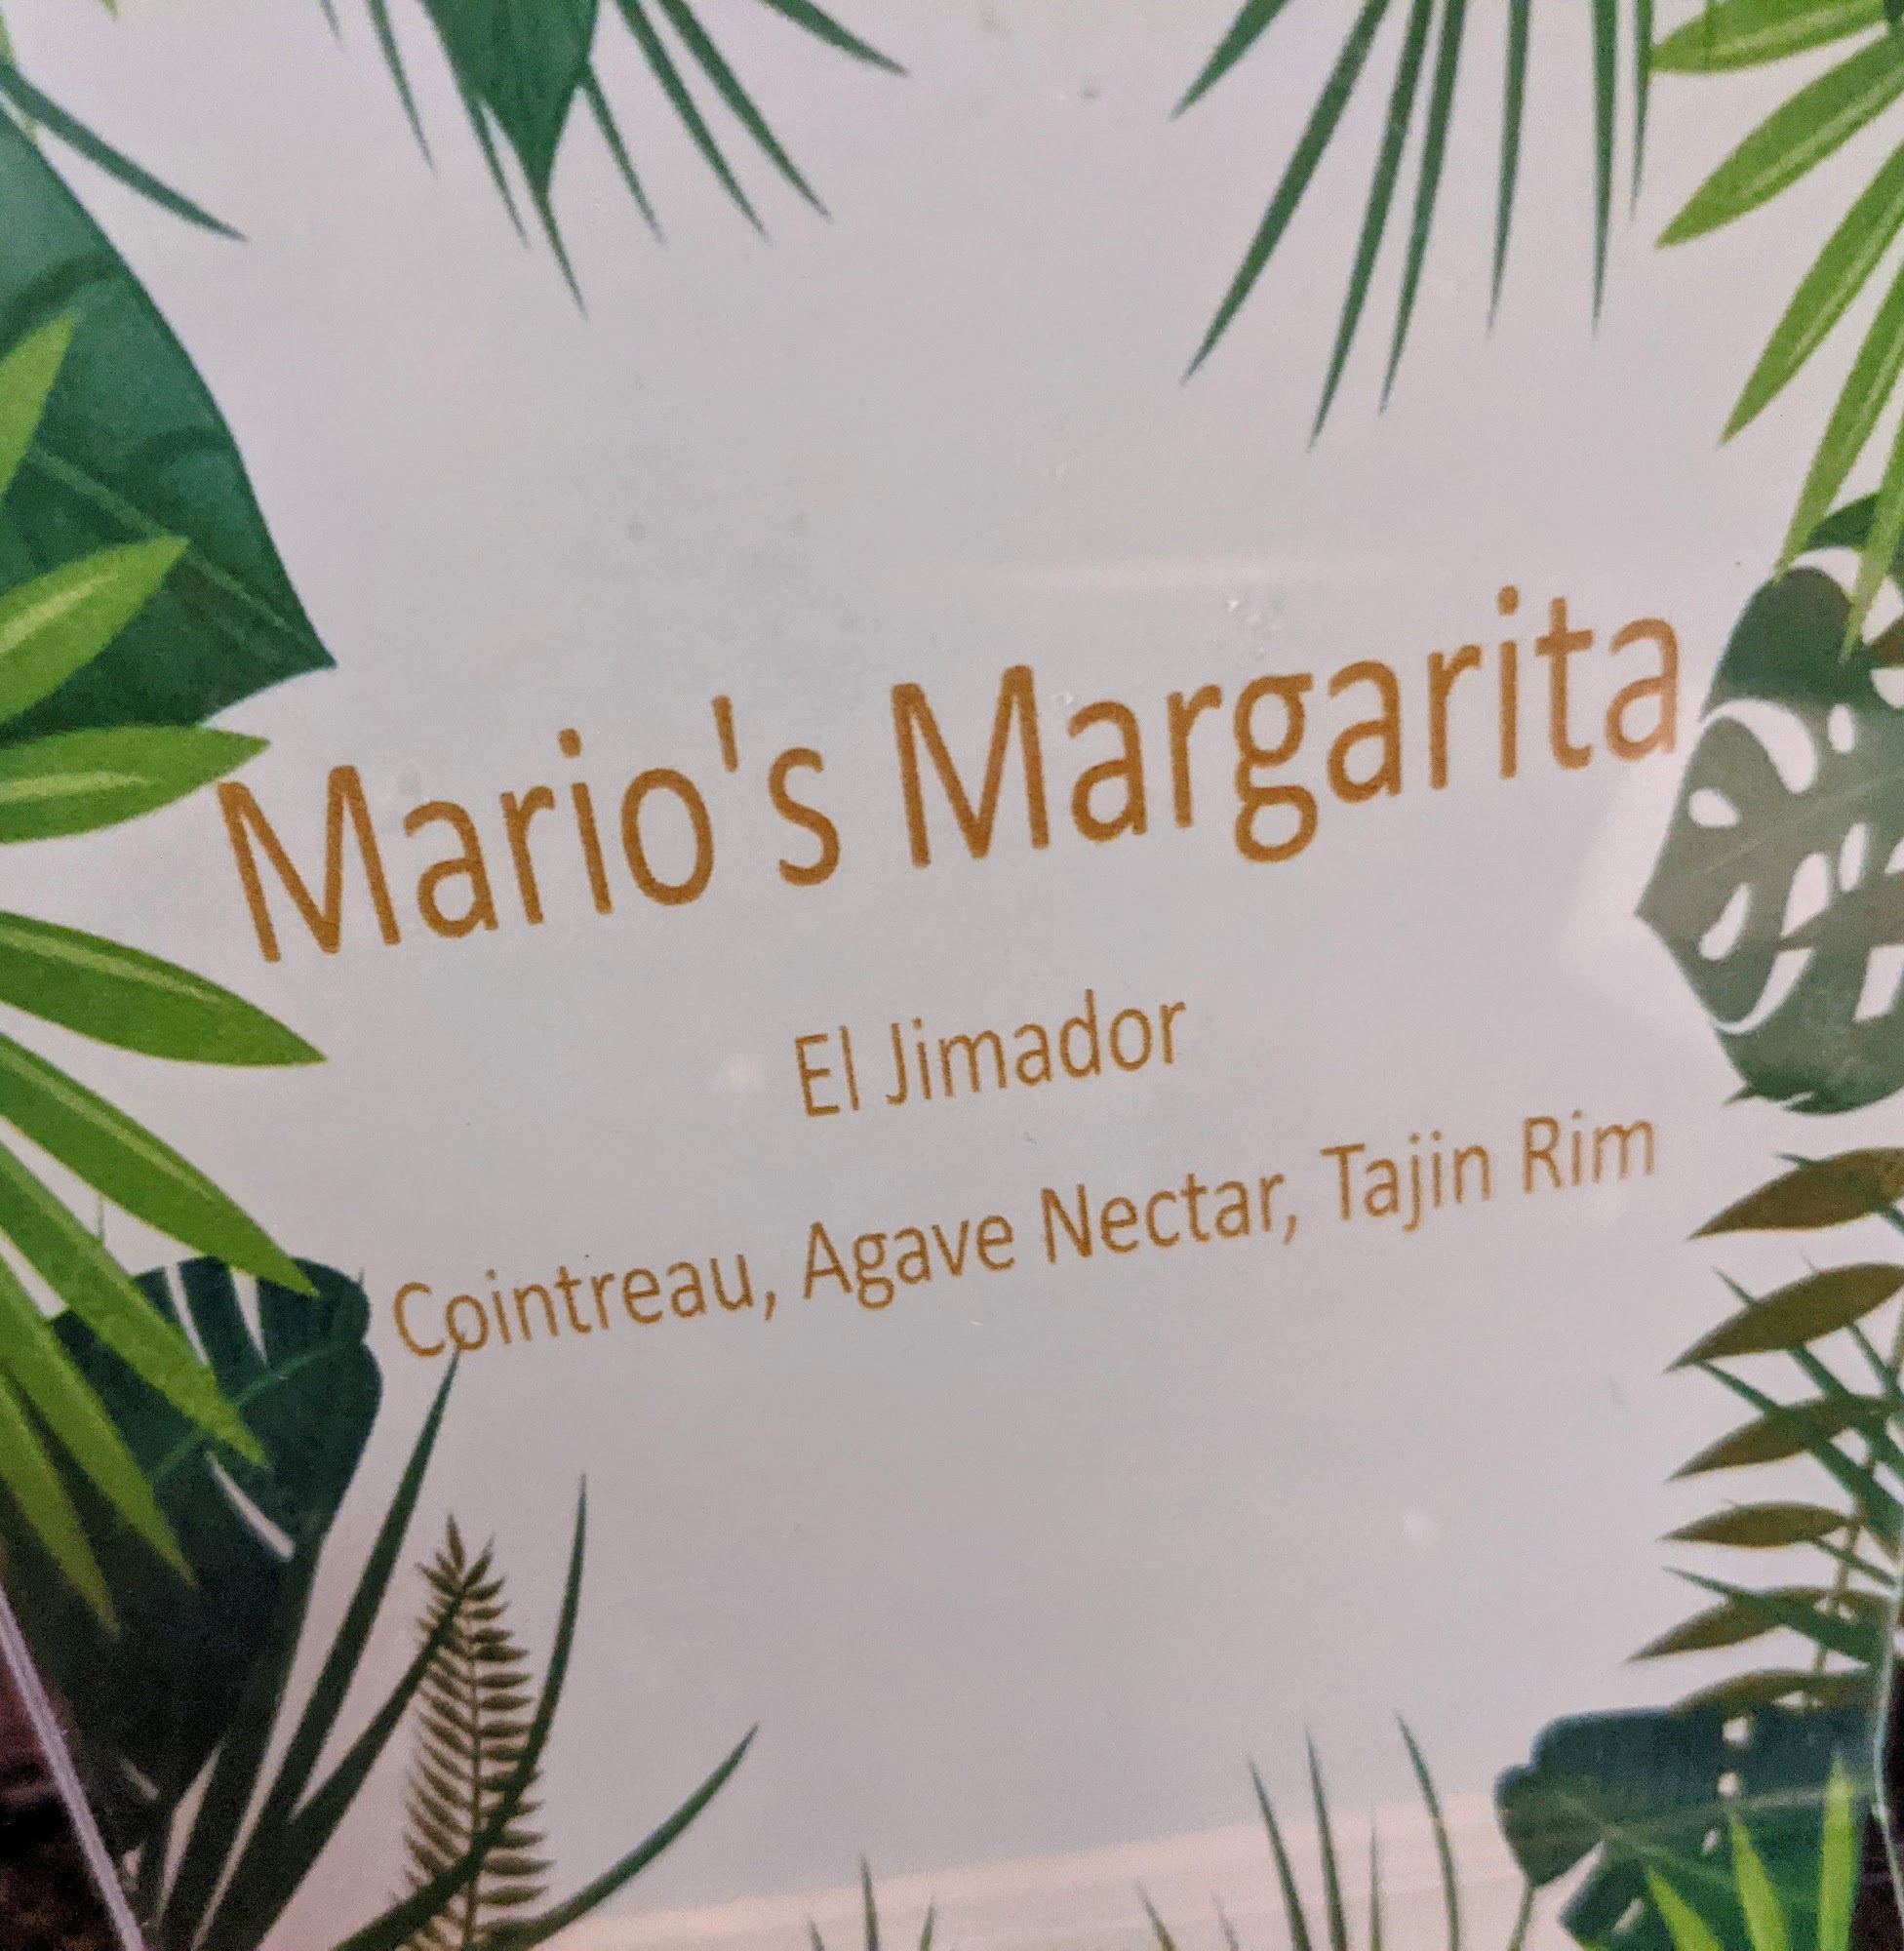 Mario's Margarita
El Jimador
Cointreau, Agave Nectar, Tajin Rim